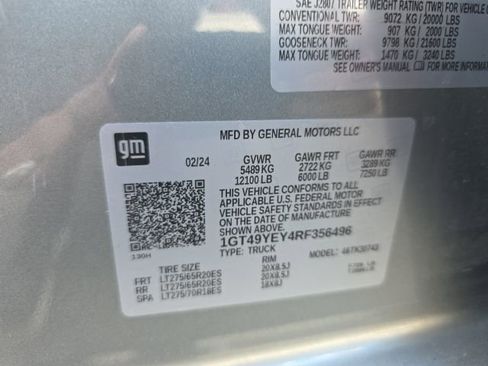 SAE J2807 TRAILER WEIGHT RATING (TWR) FOR VEHICLE
CONVENTIONAL TWR: 9072 KG / 20000 LBS
MAX TONGUE WEIGHT: 907 KG / 2000 LBS
GOOSENECK TWR: 9798 KG / 21600 LBS
MAX TONGUE WEIGHT: 1470 KG / 3240 LBS
SEE OWNER'S MANUAL FOR MAXIMUM
gm
MFD BY GENERAL MOTORS LLC
02/24 GVWR GAWR FRT GAWR RR
5489 KG 2722 KG 3289 KG
12100 LB 6000 LB 7250 LB
THIS VEHICLE CONFORMS TO ALL
APPLICABLE U.S. FEDERAL MOTOR
VEHICLE SAFETY STANDARDS IN
EFFECT ON THE DATE OF
MANUFACTURE SHOWN ABOVE.
1GT49YEY4RF356496
TYPE: TRUCK
TIRE SIZE RIM
FRT LT275/65R20ES 20X8.5J
RR LT275/65R20ES 20X8.5J
SPA LT275/70R18ES 18X8J